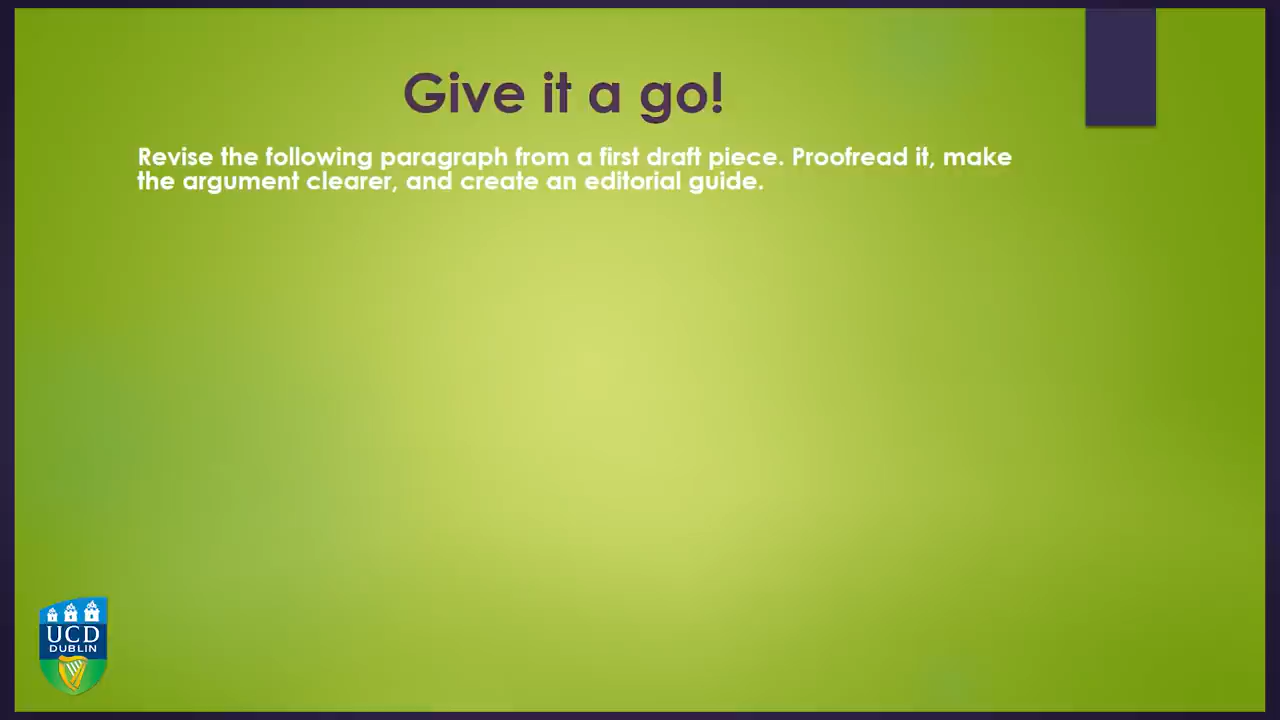 Give it a go!
Revise the following paragraph from a first draft piece. Proofread it, make
the argument clearer, and create an editorial guide.
UCD
DUBLIN